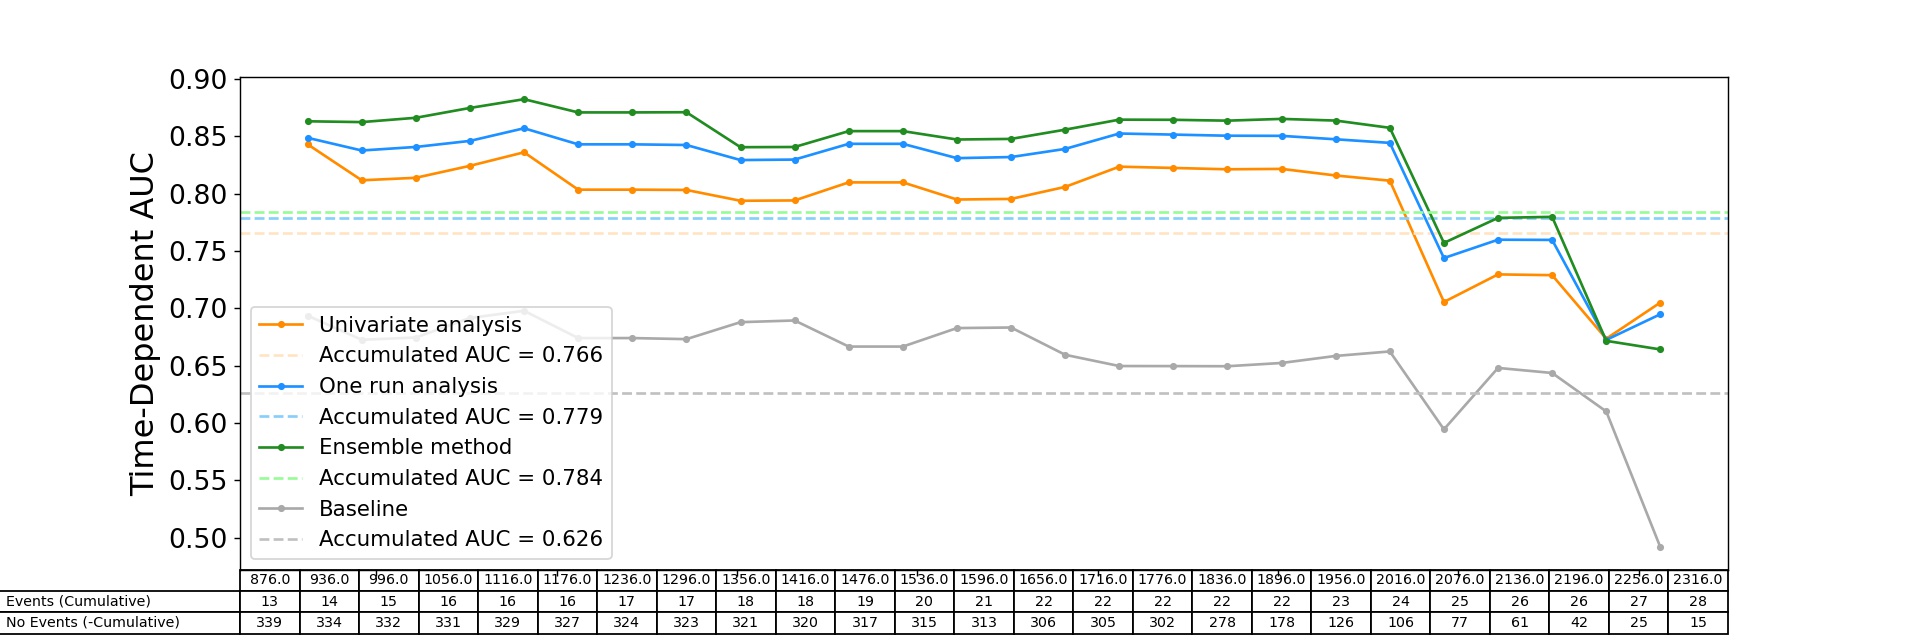 0.90
0.85
0.80
0.75
0.70
0.65
0.60
0.55
0.50
Time-Dependent AUC
Univariate analysis
Accumulated AUC = 0.766
One run analysis
Accumulated AUC = 0.779
Ensemble method
Accumulated AUC = 0.784
Baseline
Accumulated AUC = 0.626
876.0 936.0 996.0 1056.0 1116.0 1176.0 1236.0 1296.0 1356.0 1416.0 1476.0 1536.0 1596.0 1656.0 1716.0 1776.0 1836.0 1896.0 1956.0 2016.0 2076.0 2136.0 2196.0 2256.0 2316.0
Events (Cumulative) 13 14 15 16 16 16 17 17 18 18 19 20 21 22 22 22 22 22 23 24 25 26 26 27 28
No Events (-Cumulative) 339 334 332 331 329 327 324 323 321 320 317 315 313 306 305 302 278 178 126 106 77 61 42 25 15